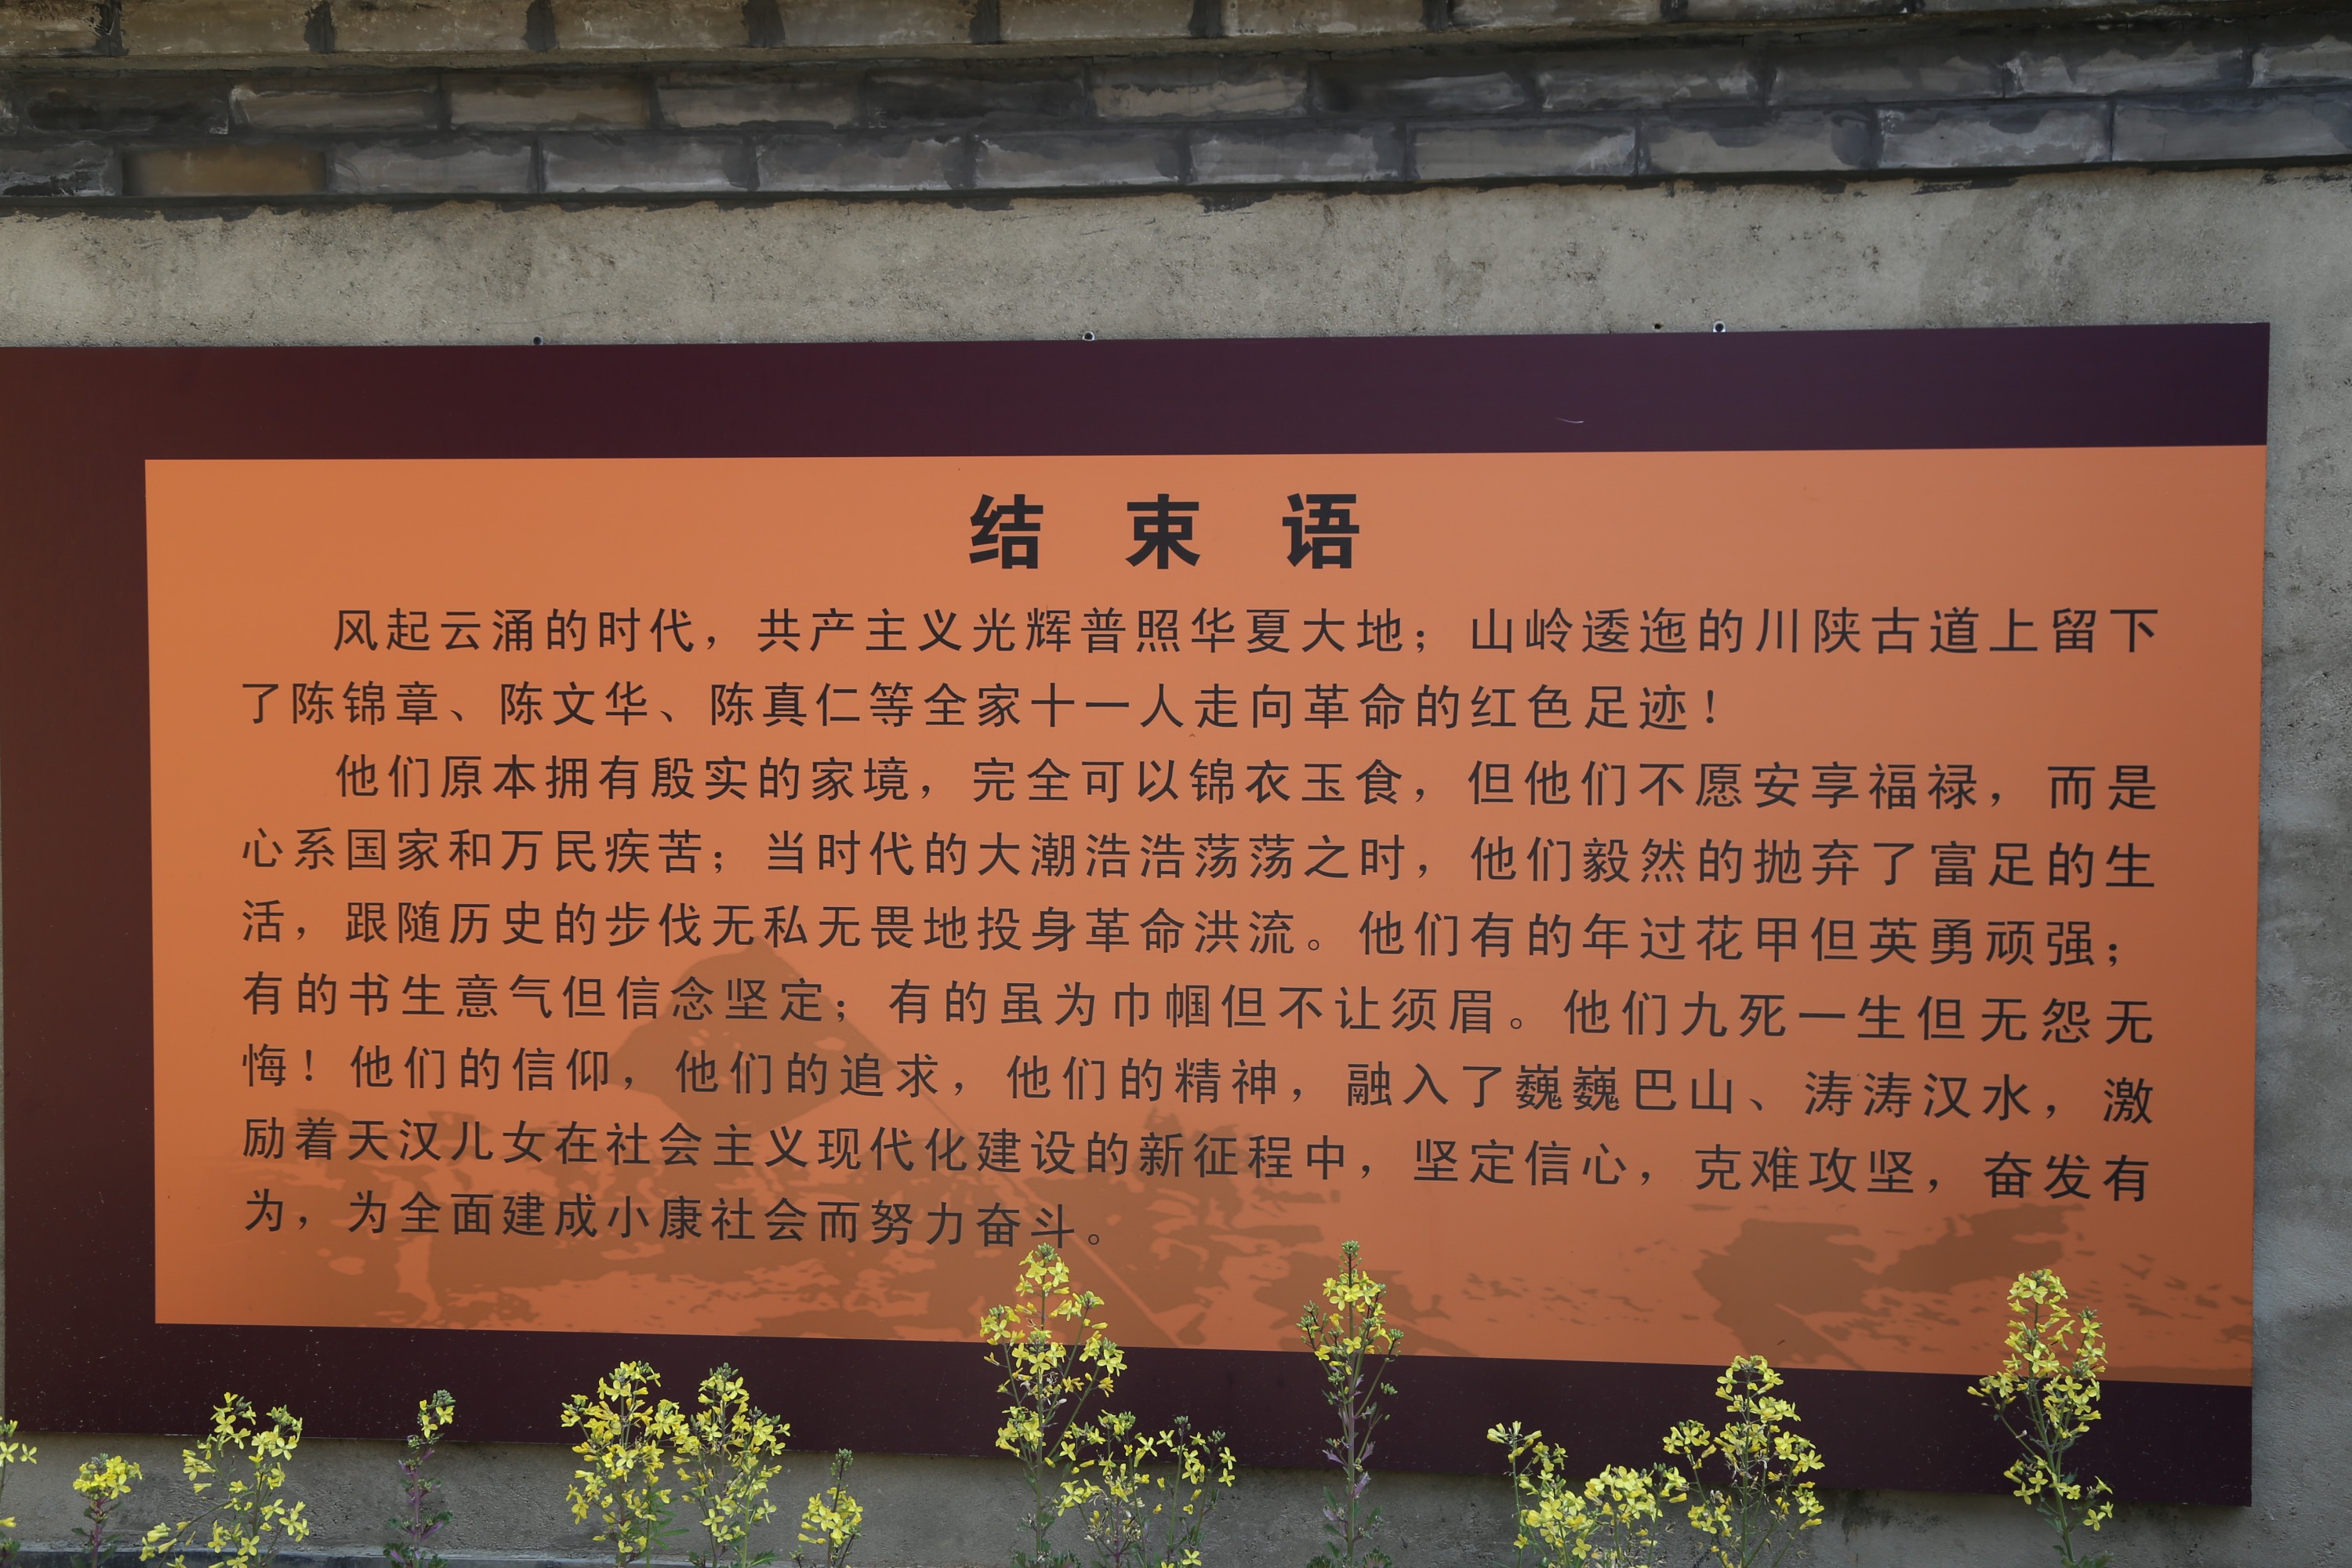 结束语
风起云涌的时代，共产主义光辉普照华夏大地；山岭逶迤的川陕古道上留下
了陈锦章、陈文华、陈真仁等全家十一人走向革命的红色足迹！
他们原本拥有殷实的家境，完全可以锦衣玉食，但他们不愿安享福禄，而是
心系国家和万民疾苦；当时代的大潮浩浩荡荡之时，他们毅然的抛弃了富足的生
活，跟随历史的步伐无私无畏地投身革命洪流。他们有的年过花甲但英勇顽强；
有的书生意气但信念坚定；有的虽为巾帼但不让须眉。他们九死一生但无怨无
悔！他们的信仰，他们的追求，他们的精神，融入了巍巍巴山、涛涛汉水，激
励着天汉儿女在社会主义现代化建设的新征程中，坚定信心，克难攻坚，奋发有
为，为全面建成小康社会而努力奋斗。